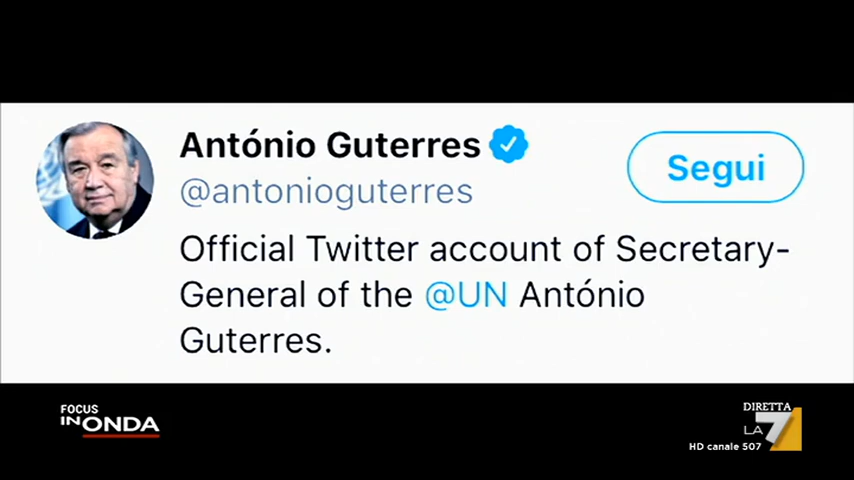 António Guterres
Segui
@antonioguterres
Official Twitter account of Secretary-
General of the @UN António
Guterres.
FOCUS
IN ONDA
DIRETTA
LA 7
HD canale 507